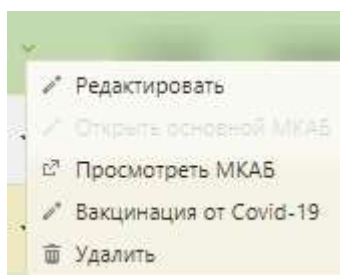 Редактировать
Открыть основной МКАБ
Просмотреть МКАБ
Вакцинация от Covid-19
Удалить